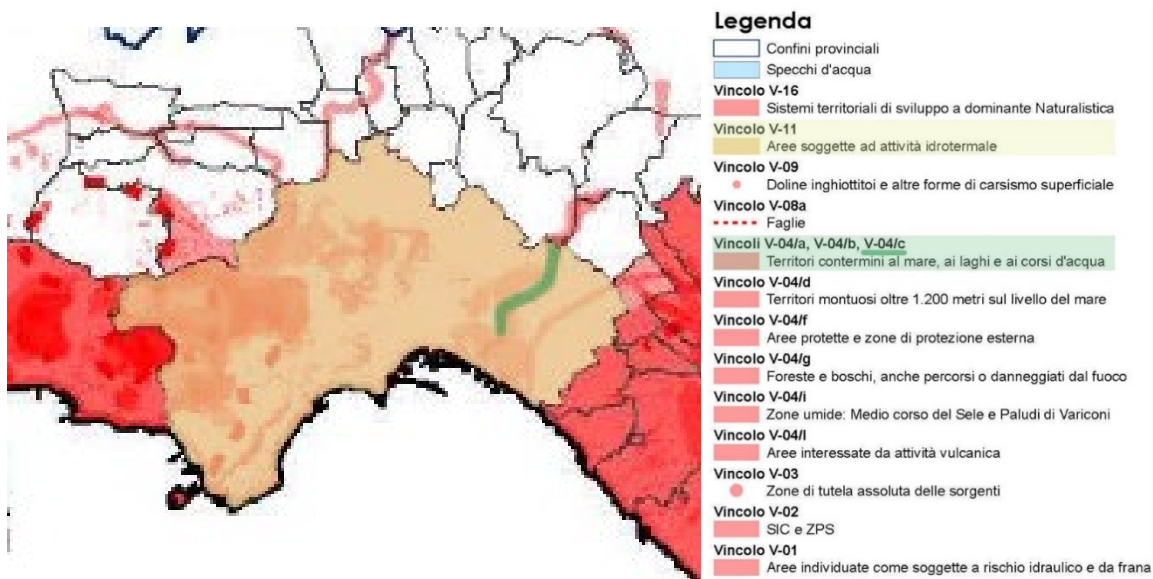 Legenda
Confini provinciali
Specchi d'acqua
Vincolo V-16
Sistemi territoriali di sviluppo a dominante Naturalistica
Vincolo V-11
Aree soggette ad attività idrotermale
Vincolo V-09
Doline inghiottitoi e altre forme di carsismo superficiale
Vincolo V-08a
Faglie
Vincoli V-04/a, V-04/b, V-04/c
Territori contermini al mare, ai laghi e ai corsi d'acqua
Vincolo V-04/d
Territori montuosi oltre 1.200 metri sul livello del mare
Vincolo V-04/f
Aree protette e zone di protezione esterna
Vincolo V-04/g
Foreste e boschi, anche percorsi o danneggiati dal fuoco
Vincolo V-04/i
Zone umide: Medio corso del Sele e Paludi di Variconi
Vincolo V-04/l
Aree interessate da attività vulcanica
Vincolo V-03
Zone di tutela assoluta delle sorgenti
Vincolo V-02
SIC e ZPS
Vincolo V-01
Aree individuate come soggette a rischio idraulico e da frana